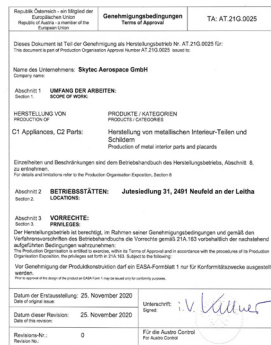 Republik Österreich - ein Mitglied der
Europäischen Union
Republic of Austria - a member of the
European Union
Genehmigungsbedingungen
Terms of Approval
TA: AT.21G.0025
Dieses Dokument ist Teil der Genehmigung als Herstellungsbetrieb Nr. AT.21G.0025 für:
This document is part of Production Organisation Approval Number AT.21G.0025 issued to:
Name des Unternehmens: Skytec Aerospace GmbH
Company name:
Abschnitt 1 UMFANG DER ARBEITEN:
Section 1. SCOPE OF WORK:
HERSTELLUNG VON PRODUKTE / KATEGORIEN
PRODUCTION OF PRODUCTS / CATEGORIES
C1 Appliances, C2 Parts: Herstellung von metallischen Interieur-Teilen und
Schildern
Production of metal interior parts and placards
Einzelheiten und Beschränkungen sind dem Betriebshandbuch des Herstellungsbetriebs, Abschnitt 8,
zu entnehmen.
For details and limitations refer to the Production Organisation Exposition, Section 8
Abschnitt 2 BETRIEBSSTÄTTEN: Jutesiedlung 31, 2491 Neufeld an der Leitha
Section 2. LOCATIONS:
Abschnitt 3 VORRECHTE:
Section 3. PRIVILEGES:
Der Herstellungsbetrieb ist berechtigt, im Rahmen seiner Genehmigungsbedingungen und gemäß den
Verfahrensvorschriften des Betriebshandbuchs die Vorrechte gemäß 21A.163 vorbehaltlich der nachstehend
aufgeführten Bedingungen wahrzunehmen:
The Production Organisation is entitled to exercise, within its Terms of Approval and in accordance with the procedures of its Production
Organisation Exposition, the privileges set forth in 21A.163. Subject to the following:
Vor Genehmigung der Produktkonstruktion darf ein EASA-Formblatt 1 nur für Konformitätszwecke ausgestellt
werden.
Prior to approval of the design of the product an EASA Form 1 may be issued only for conformity purposes.
Datum der Erstausstellung: 25. November 2020
Date of original issue:
Unterschrift:
Signed:
i.V.
Datum dieser Revision: 25. November 2020
Date of this revision:
Revisions-Nr.: 0
Revision No.:
Für die Austro Control
For Austro Control